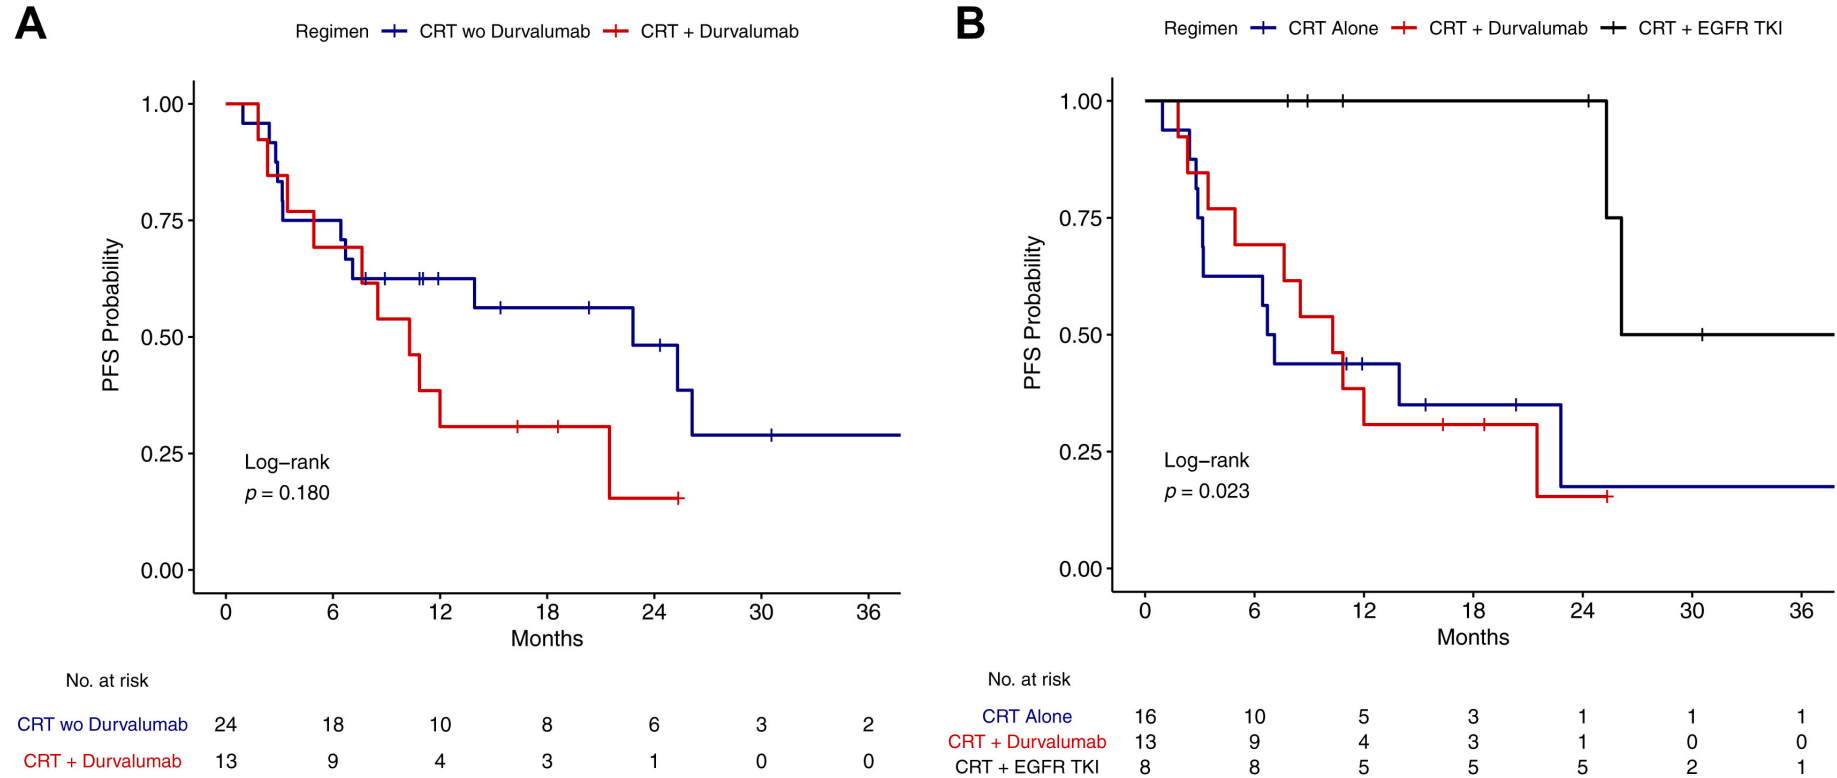 A
Regimen CRT wo Durvalumab CRT + Durvalumab
1.00
0.75
0.50
0.25
0.00
PFS Probability
Log-rank
p = 0.180
0 6 12 18 24 30 36
Months
No. at risk
CRT wo Durvalumab 24 18 10 8 6 3 2
CRT + Durvalumab 13 9 4 3 1 0 0
B
Regimen CRT Alone CRT + Durvalumab CRT + EGFR TKI
1.00
0.75
0.50
0.25
0.00
PFS Probability
Log-rank
p = 0.023
0 6 12 18 24 30 36
Months
No. at risk
CRT Alone 16 10 5 3 1 1 1
CRT + Durvalumab 13 9 4 3 1 0 0
CRT + EGFR TKI 8 8 5 5 5 2 1